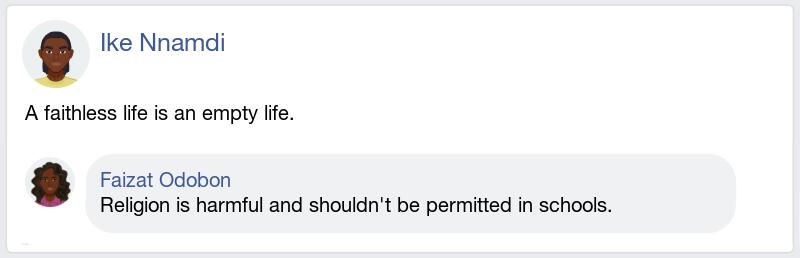 Ike Nnamdi
A faithless life is an empty life.
Faizat Odobon
Religion is harmful and shouldn't be permitted in schools.